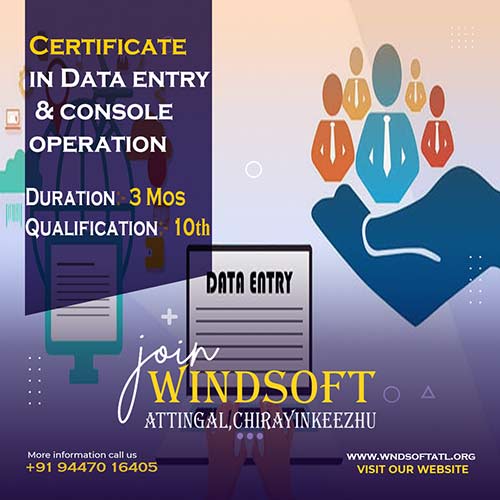 CERTIFICATE
IN DATA ENTRY
& CONSOLE
OPERATION
DURATION :- 3 MOS
QUALIFICATION :- 10th
DATA ENTRY
join
WINDSOFT
ATTINGAL,CHIRAYINKEEZHU
More information call us
+91 94470 16405
WWW.WNDSOFTATL.ORG
VISIT OUR WEBSITE